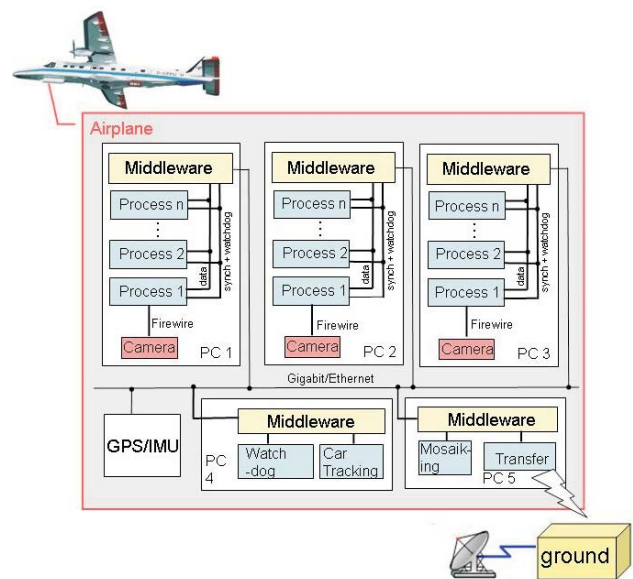 Airplane
Middleware
Process n
Process 2
Process 1
data
synch + watchdog
Firewire
Camera
PC 1
Middleware
Process n
Process 2
Process 1
data
synch + watchdog
Firewire
Camera
PC 2
Middleware
Process n
Process 2
Process 1
data
synch + watchdog
Firewire
Camera
PC 3
Gigabit/Ethernet
GPS/IMU
Middleware
Watch
-dog
Car
Tracking
PC
4
Middleware
Mosaik-
ing
Transfer
PC 5
ground